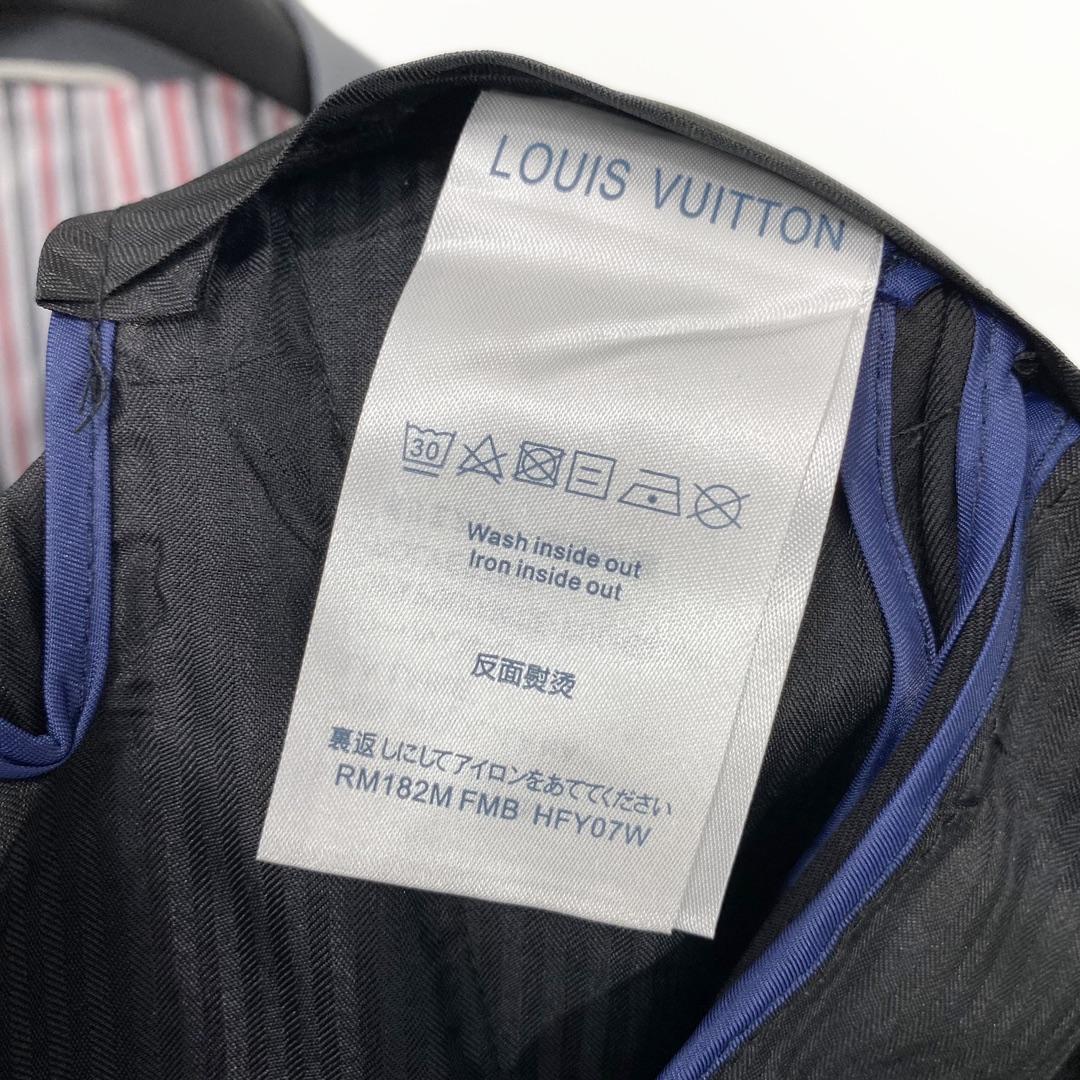 LOUIS VUITTON
30
Wash inside out
Iron inside out
反面熨烫
裏返しにしてアイロンをあててください
RM182M FMB HFY07W